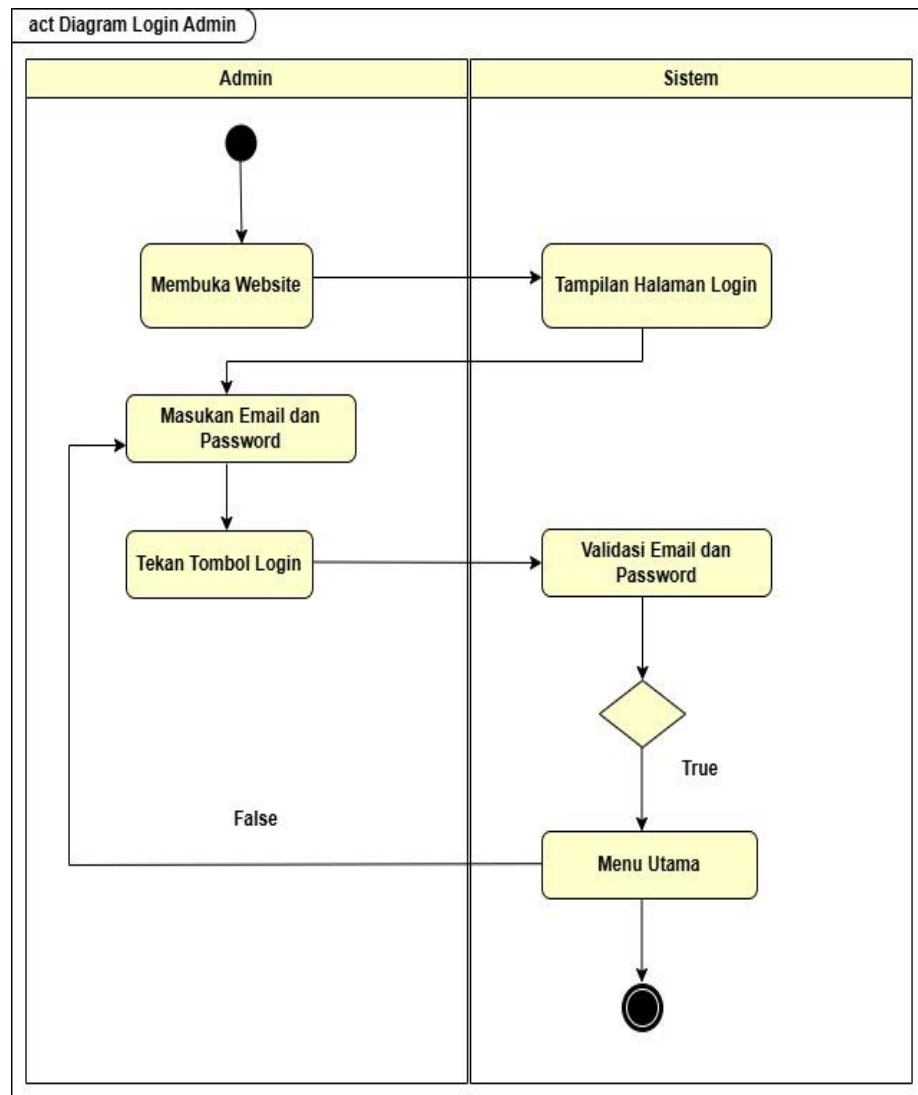 act Diagram Login Admin
Admin
Sistem
Membuka Website
Tampilan Halaman Login
Masukan Email dan
Password
Tekan Tombol Login
Validasi Email dan
Password
True
False
Menu Utama